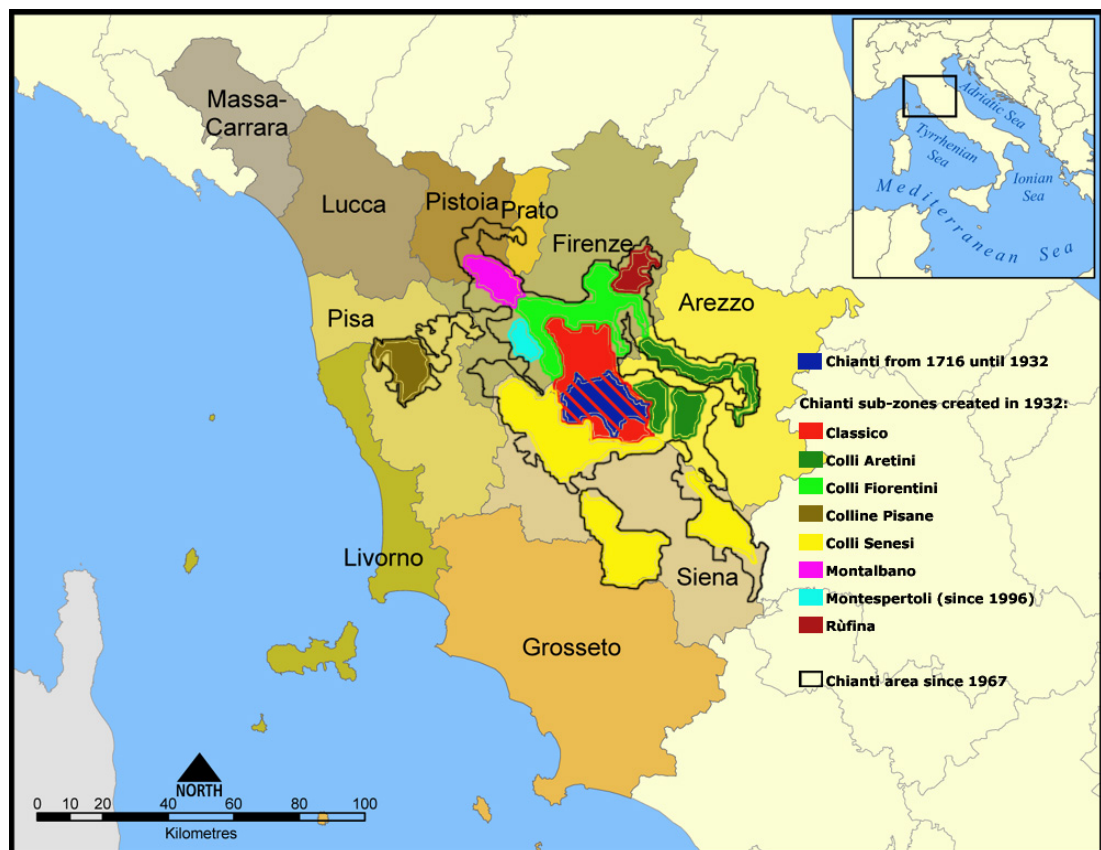 Massa-
Carrara
Lucca
Pistoia
Prato
Firenze
Pisa
Arezzo
Livorno
Siena
Grosseto
Adriatic Sea
Tyrrhenian
Sea
Ionian
Sea
Mediterranean Sea
Chianti from 1716 until 1932
Chianti sub-zones created in 1932:
Classico
Colli Aretini
Colli Fiorentini
Colline Pisane
Colli Senesi
Montalbano
Montespertoli (since 1996)
Rùfina
Chianti area since 1967
NORTH
0 10 20 40 60 80 100
Kilometres